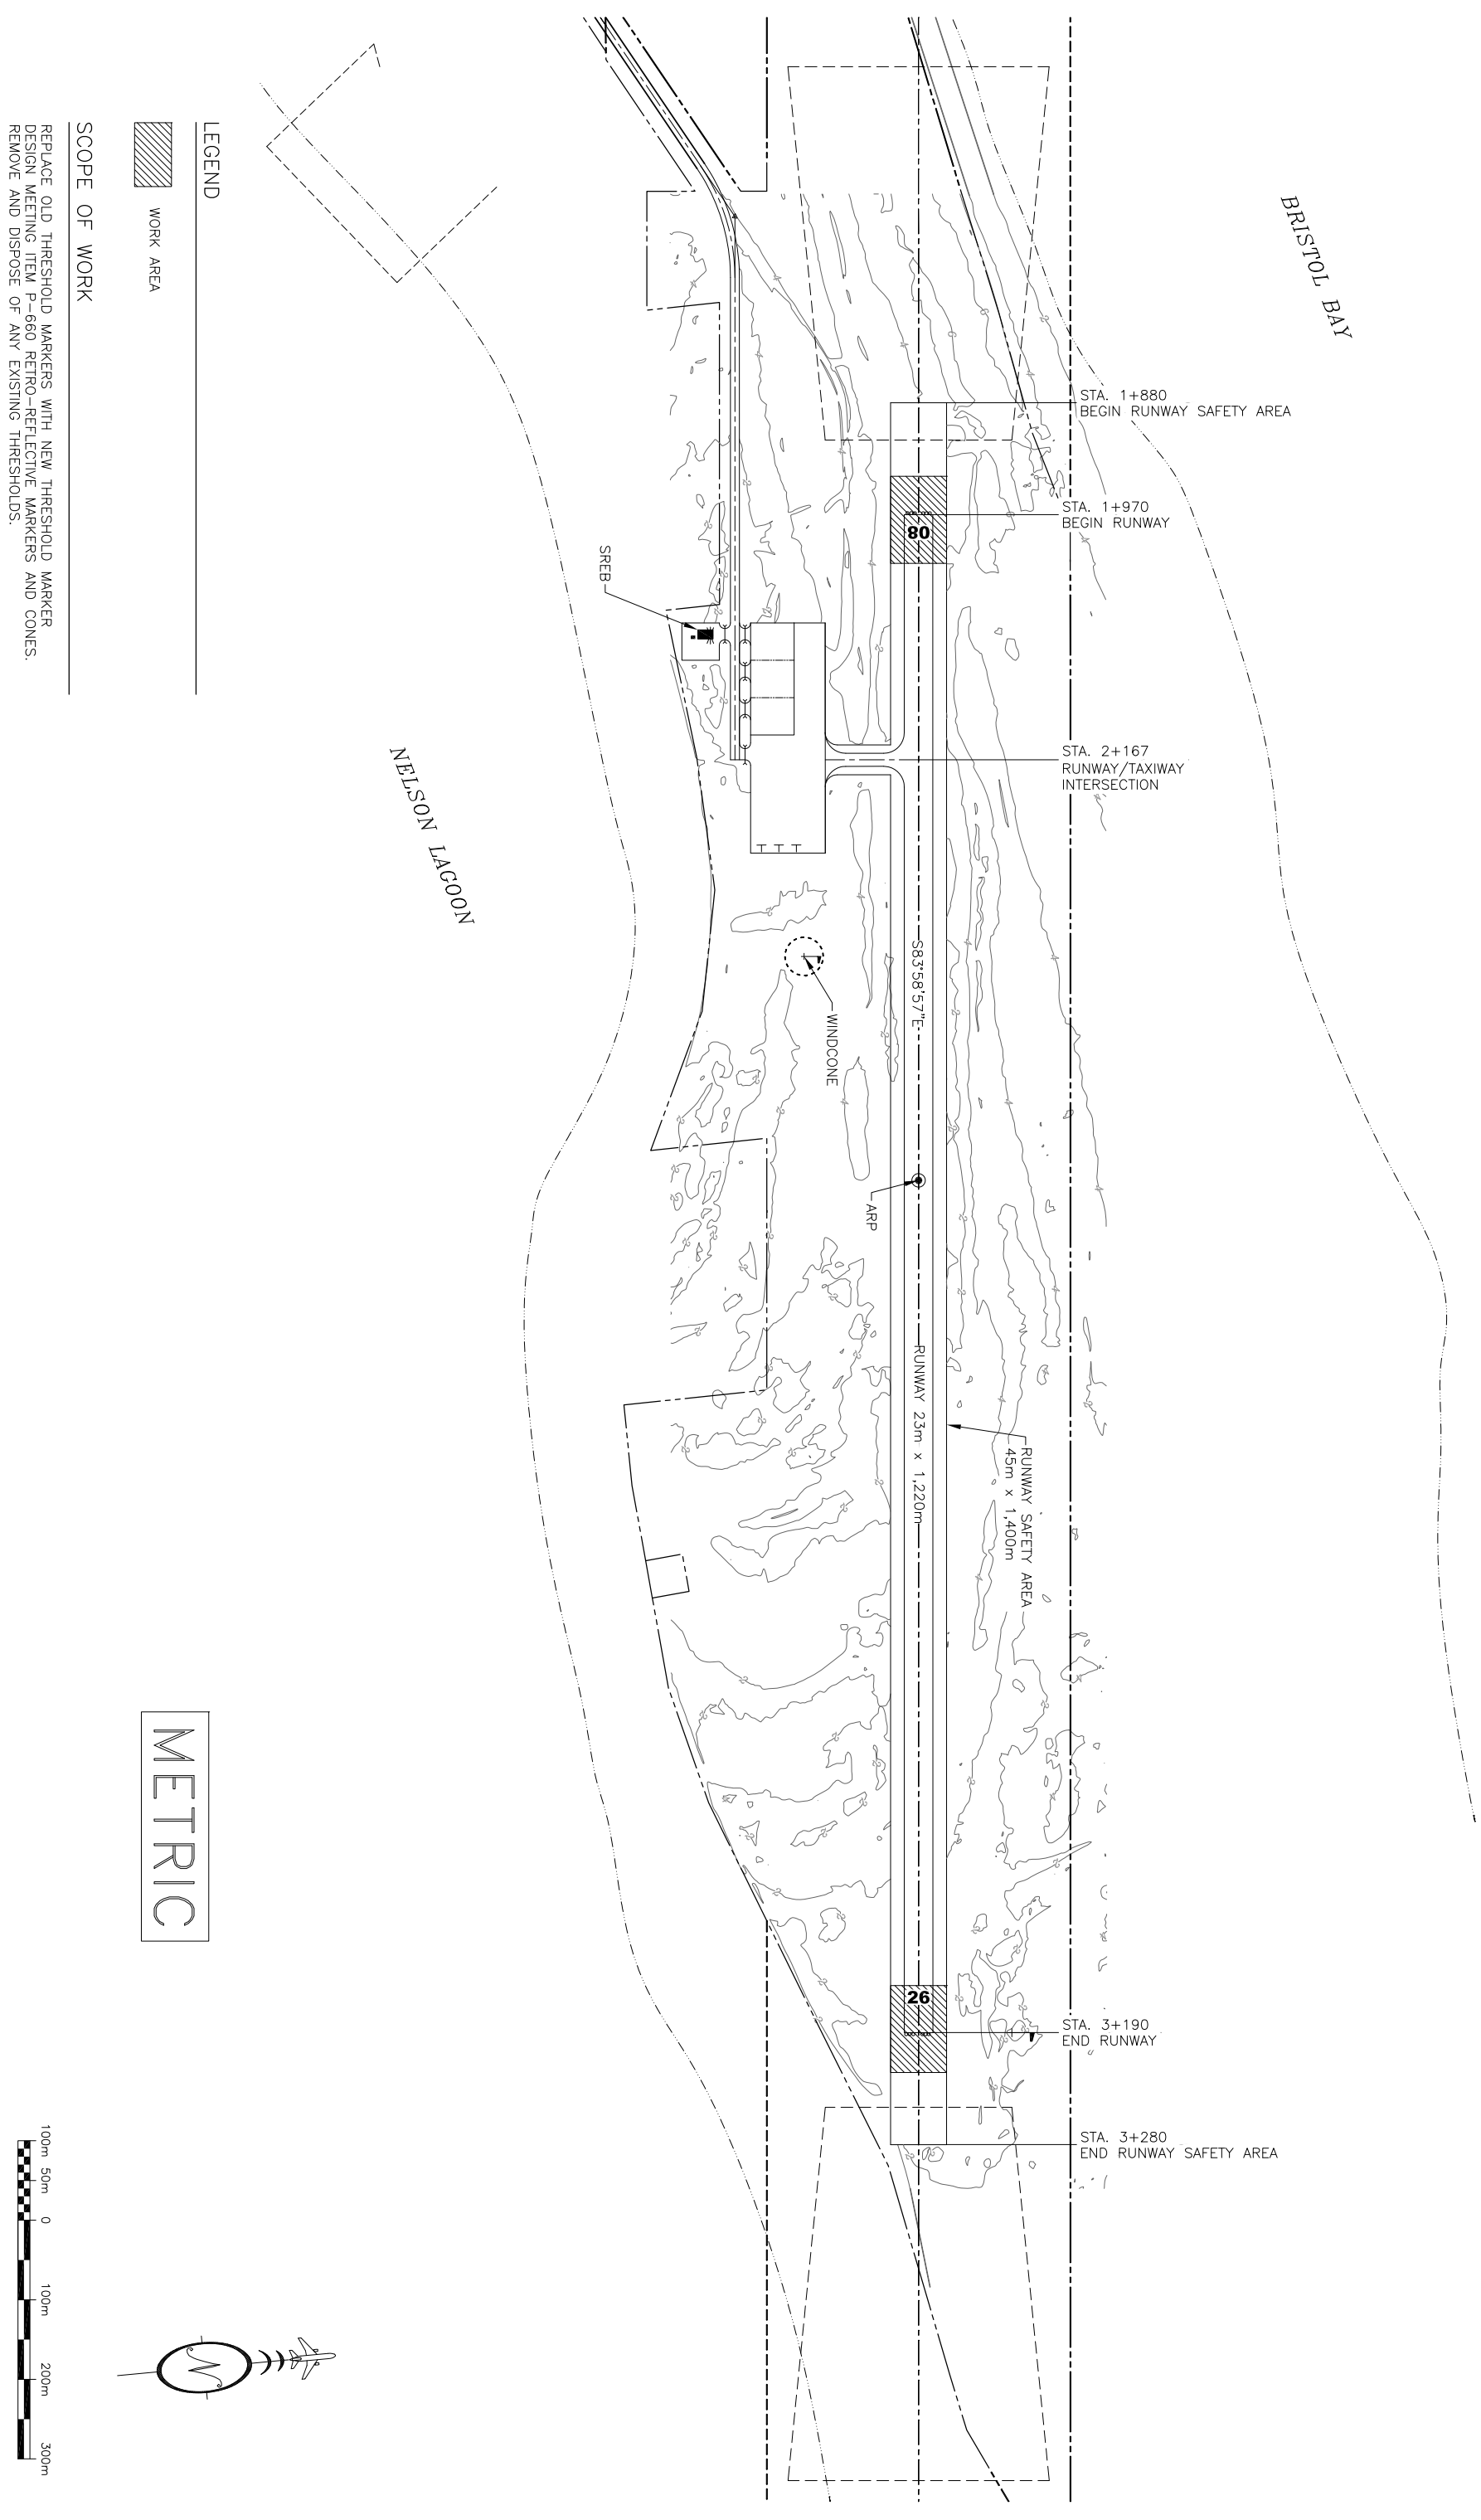 BRISTOL BAY
STA. 1+880
BEGIN RUNWAY SAFETY AREA
STA. 1+970
BEGIN RUNWAY
STA. 2+167
RUNWAY/TAXIWAY
INTERSECTION
STA. 3+190
END RUNWAY
STA. 3+280
END RUNWAY SAFETY AREA
08
S83°58'57"E
RUNWAY 23m x 1,220m
RUNWAY SAFETY AREA
45m x 1,400m
26
ARP
WINDCONE
SREB
NELSON LAGOON
LEGEND
WORK AREA
SCOPE OF WORK
REPLACE OLD THRESHOLD MARKERS WITH NEW THRESHOLD MARKER
DESIGN MEETING ITEM P-660 RETRO-REFLECTIVE MARKERS AND CONES.
REMOVE AND DISPOSE OF ANY EXISTING THRESHOLDS.
METRIC
N
100m 50m 0 100m 200m 300m